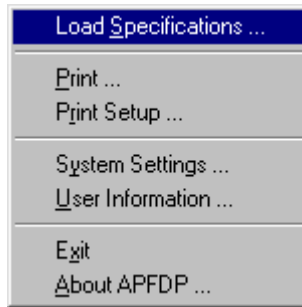 Load Specifications ...
Print ...
Print Setup ...
System Settings ...
User Information ...
Exit
About APFDP ...